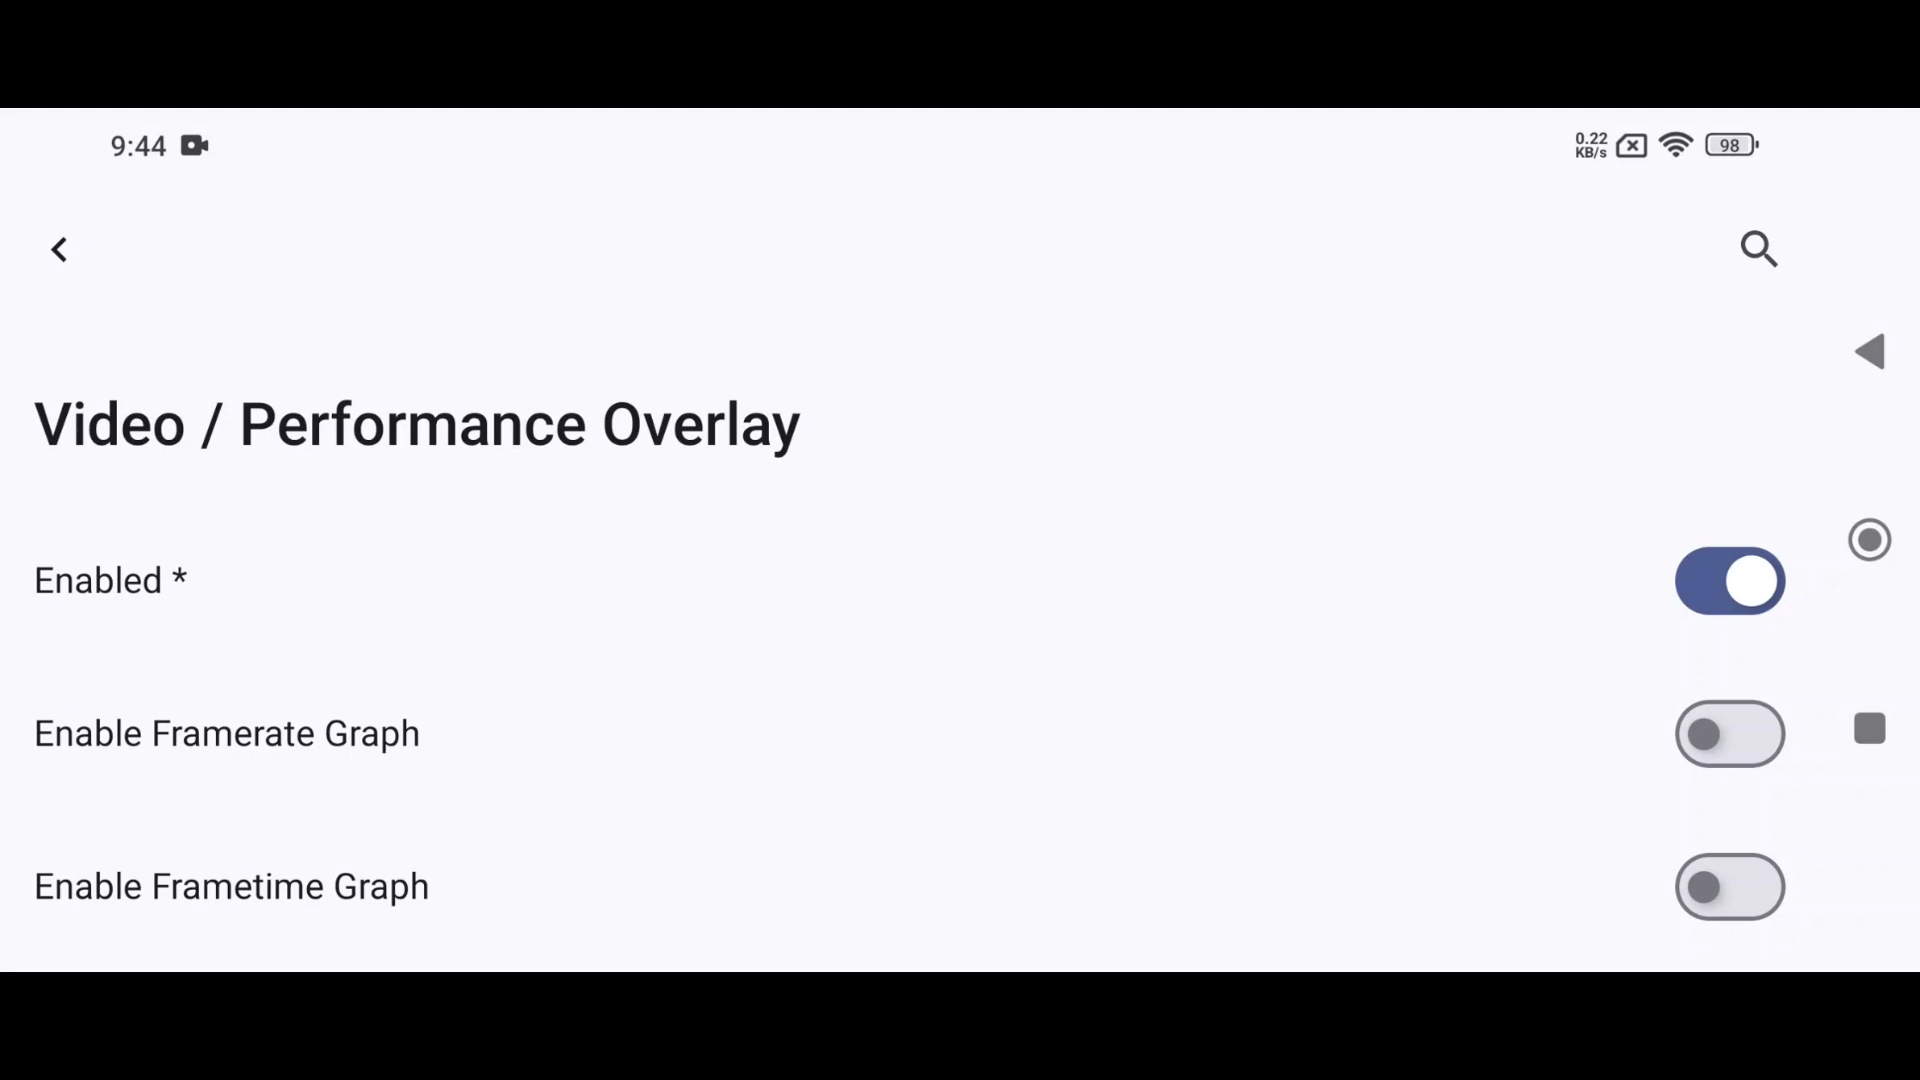 9:44
0.22
KB/s
98
Video / Performance Overlay
Enabled *
Enable Framerate Graph
Enable Frametime Graph